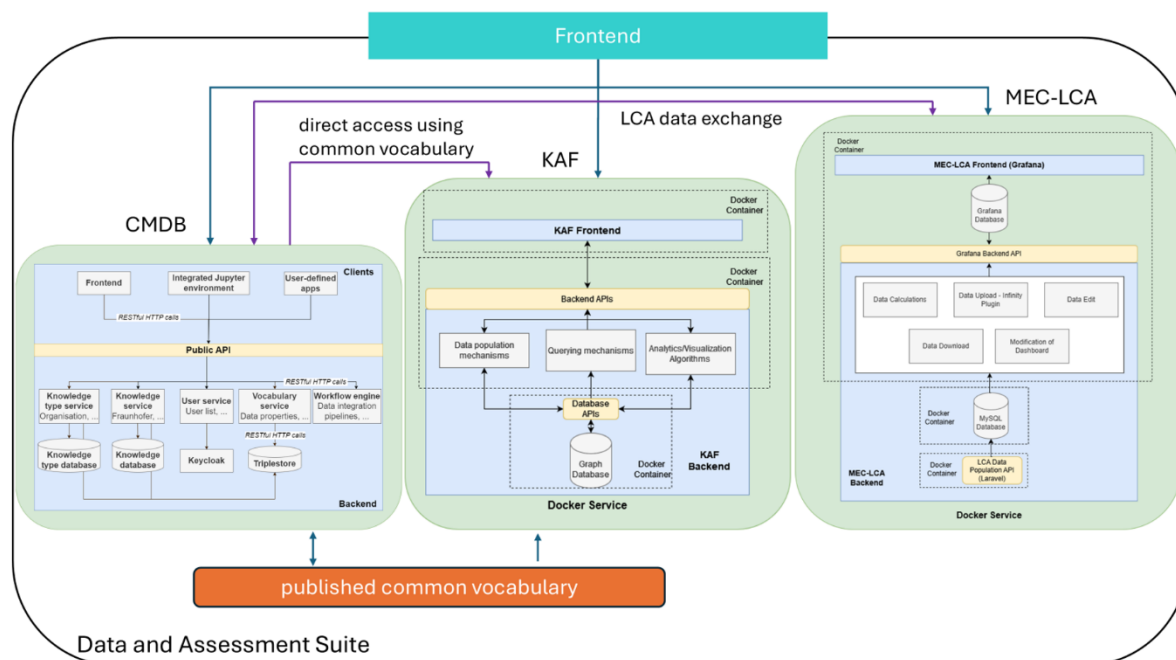 Frontend
MEC-LCA
LCA data exchange
direct access using
common vocabulary
KAF
CMDB
Clients
Frontend
Integrated Jupyter
environment
User-defined
apps
RESTful HTTP calls
Public API
RESTful HTTP calls
Knowledge
type service
Organisation, ...
Knowledge
service
Fraunhofer, ...
User service
User list, ...
Vocabulary
service
Data properties, ...
Workflow engine
Data integration
pipelines, ...
RESTful HTTP calls
Knowledge
type database
Knowledge
database
Keycloak
Triplestore
Backend
Docker
Container
KAF Frontend
Docker
Container
Backend APIs
Data population
mechanisms
Querying mechanisms
Analytics/Visualization
Algorithms
Database
APIs
Graph
Database
Docker
Container
KAF
Backend
Docker Service
Docker
Container
MEC-LCA Frontend (Grafana)
Grafana
Database
Grafana Backend API
Data Calculations
Data Upload - Infinity
Plugin
Data Edit
Data Download
Modification of
Dashboard
Docker
Container
MySQL
Database
Docker
Container
LCA Data
Population API
(Laravel)
MEC-LCA
Backend
Docker Service
published common vocabulary
Data and Assessment Suite